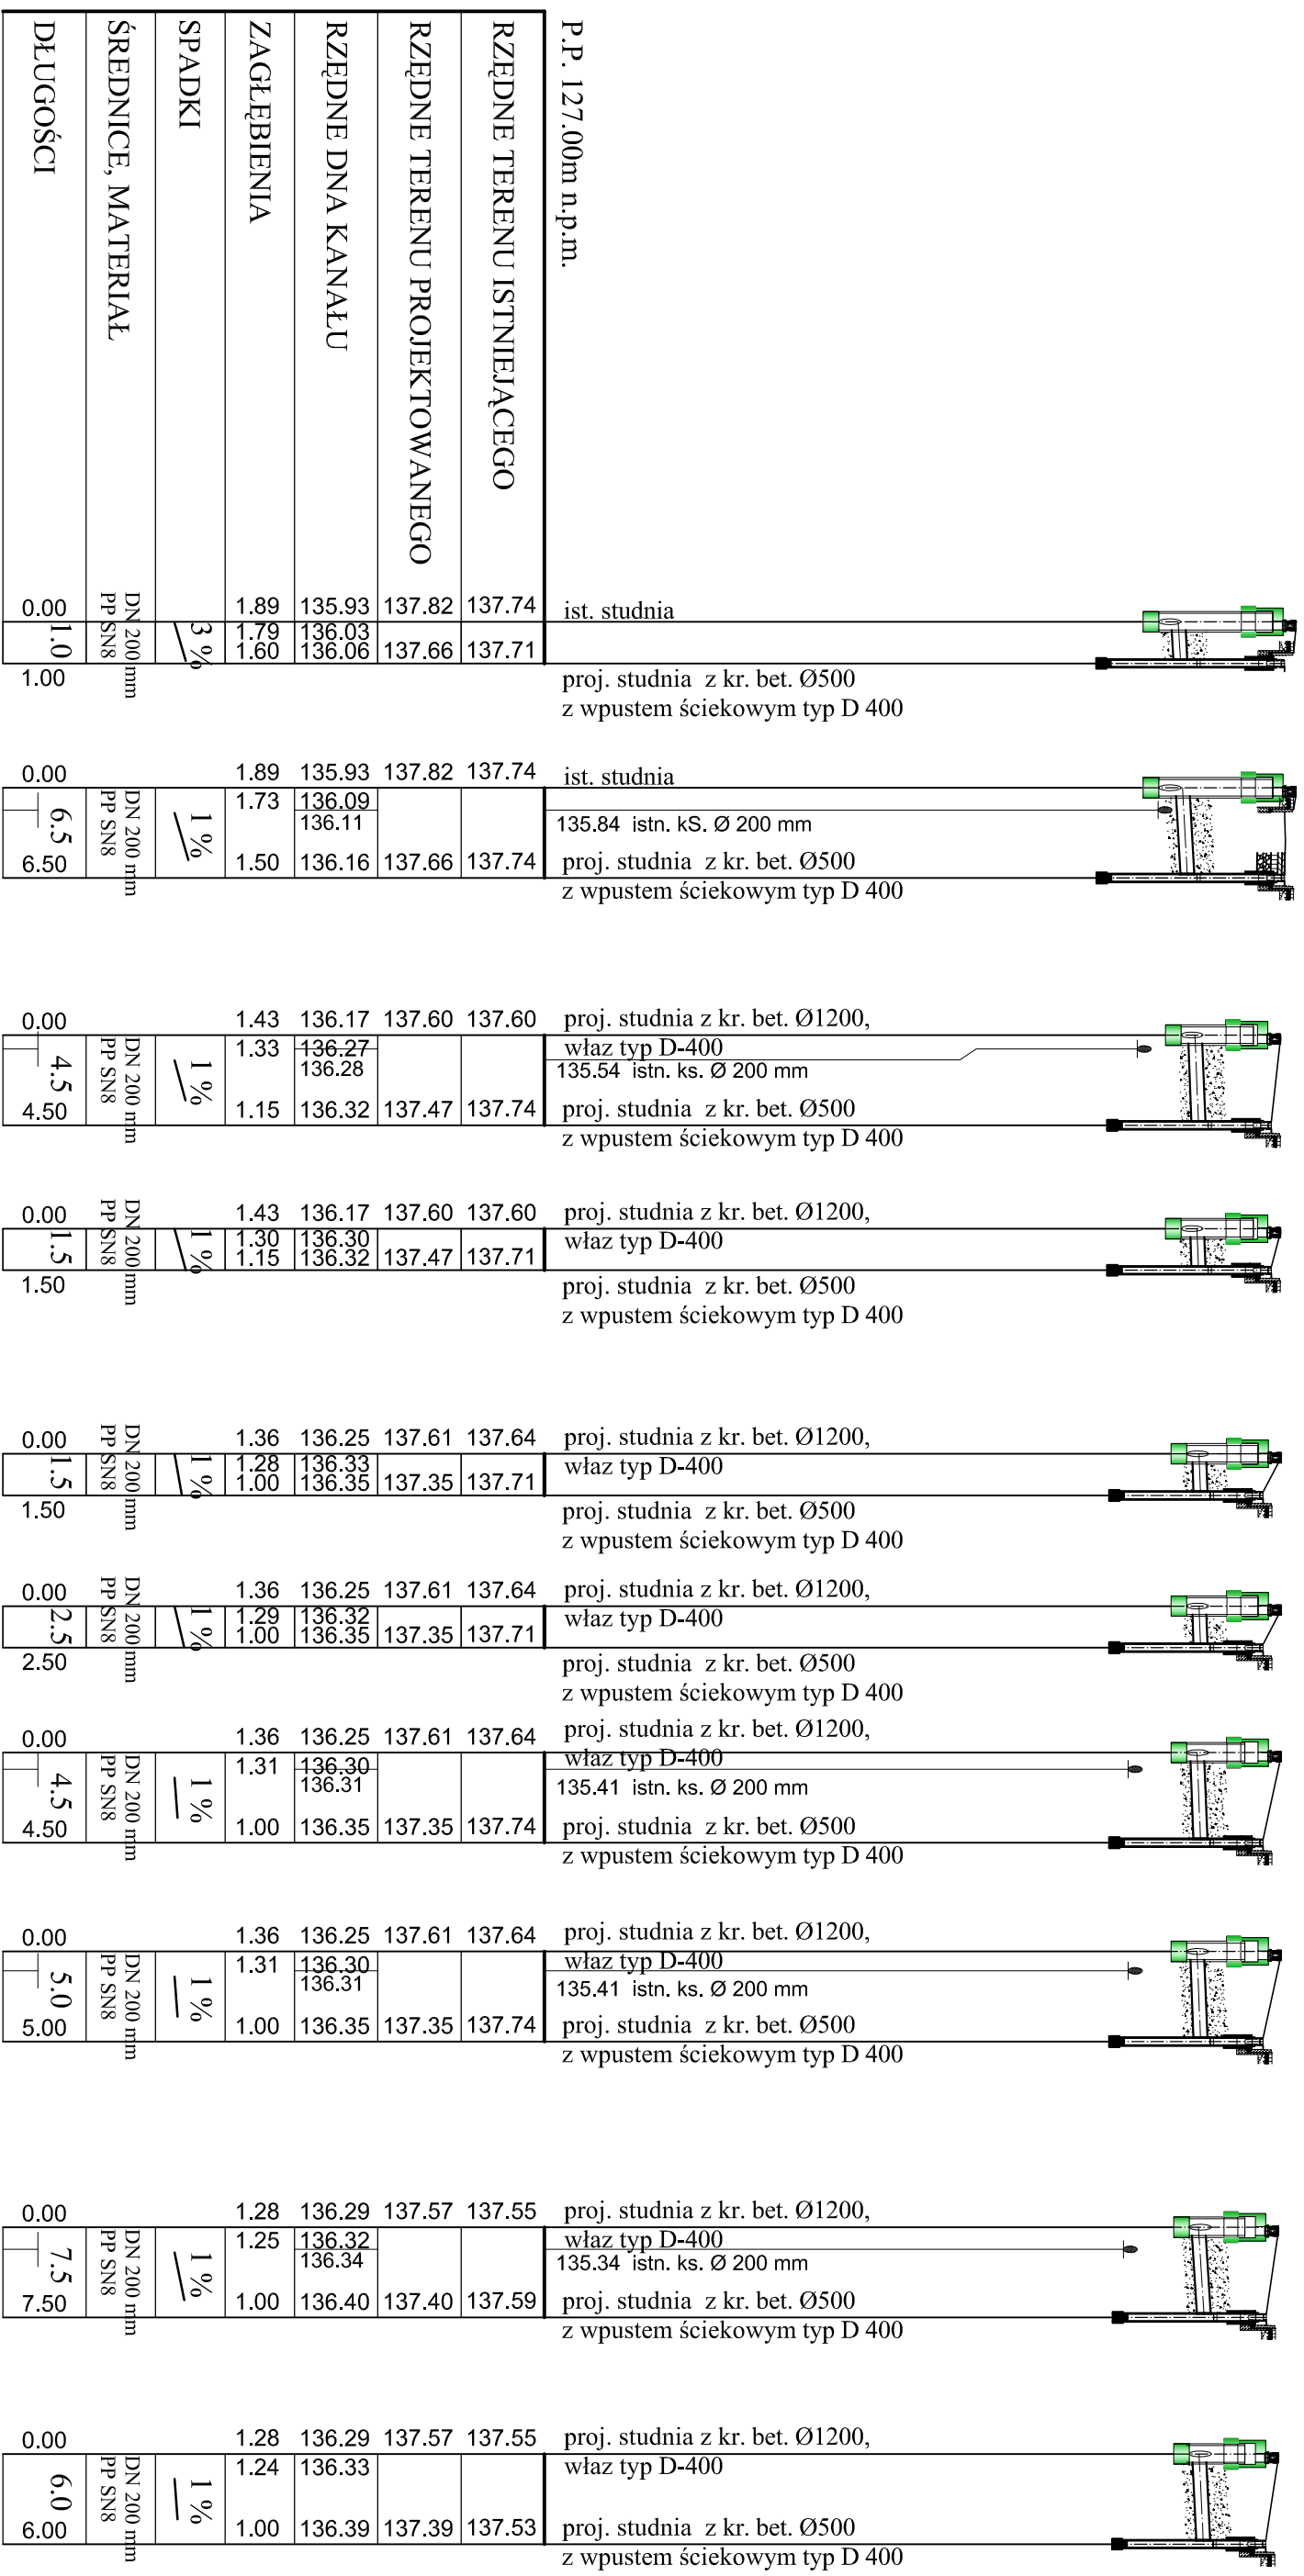 P.P. 127.00m n.p.m.
RZĘDNE TERENU ISTNIEJĄCEGO
RZĘDNE TERENU PROJEKTOWANEGO
RZĘDNE DNA KANAŁU
ZAGŁĘBIENIA
SPADKI
ŚREDNICE, MATERIAŁ
DŁUGOŚCI
0.00 1.89 135.93 137.82 137.74 ist. studnia
1.0 DN 200 mm 3 % 1.79 136.03
PP SN8 1.60 136.06 137.66 137.71
1.00 proj. studnia z kr. bet. Ø500
z wpustem ściekowym typ D 400
0.00 1.89 135.93 137.82 137.74 ist. studnia
6.5 DN 200 mm 1 % 1.73 136.09
PP SN8 136.11 135.84 istn. kS. Ø 200 mm
6.50 1.50 136.16 137.66 137.74 proj. studnia z kr. bet. Ø500
z wpustem ściekowym typ D 400
0.00 1.43 136.17 137.60 137.60 proj. studnia z kr. bet. Ø1200,
4.5 DN 200 mm 1 % 1.33 136.27 właz typ D-400
PP SN8 136.28 135.54 istn. ks. Ø 200 mm
4.50 1.15 136.32 137.47 137.74 proj. studnia z kr. bet. Ø500
z wpustem ściekowym typ D 400
0.00 1.43 136.17 137.60 137.60 proj. studnia z kr. bet. Ø1200,
1.5 DN 200 mm 1 % 1.30 136.30 właz typ D-400
PP SN8 1.15 136.32 137.47 137.71
1.50 proj. studnia z kr. bet. Ø500
z wpustem ściekowym typ D 400
0.00 1.36 136.25 137.61 137.64 proj. studnia z kr. bet. Ø1200,
1.5 DN 200 mm 1 % 1.28 136.33 właz typ D-400
PP SN8 1.00 136.35 137.35 137.71
1.50 proj. studnia z kr. bet. Ø500
z wpustem ściekowym typ D 400
0.00 1.36 136.25 137.61 137.64 proj. studnia z kr. bet. Ø1200,
2.5 DN 200 mm 1 % 1.29 136.32 właz typ D-400
PP SN8 1.00 136.35 137.35 137.71
2.50 proj. studnia z kr. bet. Ø500
z wpustem ściekowym typ D 400
0.00 1.36 136.25 137.61 137.64 proj. studnia z kr. bet. Ø1200,
4.5 DN 200 mm 1 % 1.31 136.30 właz typ D-400
PP SN8 136.31 135.41 istn. ks. Ø 200 mm
4.50 1.00 136.35 137.35 137.74 proj. studnia z kr. bet. Ø500
z wpustem ściekowym typ D 400
0.00 1.36 136.25 137.61 137.64 proj. studnia z kr. bet. Ø1200,
5.0 DN 200 mm 1 % 1.31 136.30 właz typ D-400
PP SN8 136.31 135.41 istn. ks. Ø 200 mm
5.00 1.00 136.35 137.35 137.74 proj. studnia z kr. bet. Ø500
z wpustem ściekowym typ D 400
0.00 1.28 136.29 137.57 137.55 proj. studnia z kr. bet. Ø1200,
7.5 DN 200 mm 1 % 1.25 136.32 właz typ D-400
PP SN8 136.34 135.34 istn. ks. Ø 200 mm
7.50 1.00 136.40 137.40 137.59 proj. studnia z kr. bet. Ø500
z wpustem ściekowym typ D 400
0.00 1.28 136.29 137.57 137.55 proj. studnia z kr. bet. Ø1200,
6.0 DN 200 mm 1 % 1.24 136.33 właz typ D-400
PP SN8
6.00 1.00 136.39 137.39 137.53 proj. studnia z kr. bet. Ø500
z wpustem ściekowym typ D 400